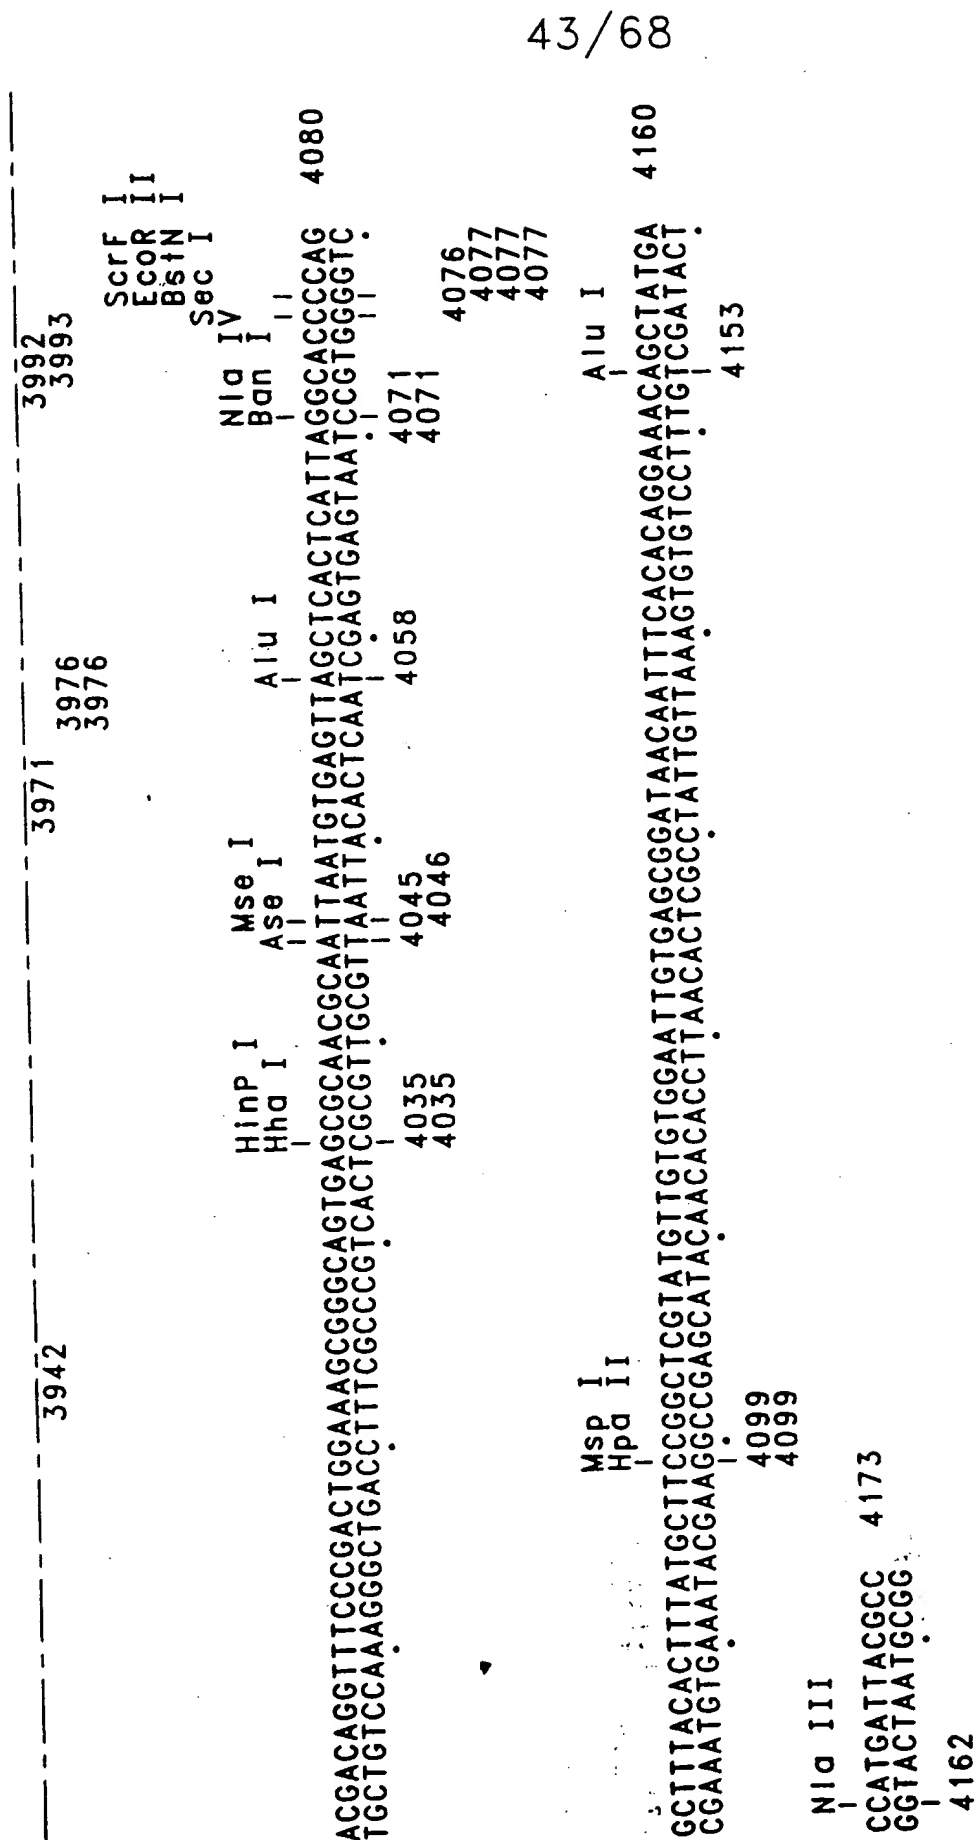 43/68
3942 3971 3992
3993
3976
3976
ScrF I
EcoR II
BstN I
Sec I
Nla IV
HinP I Mse I Alu I Ban I
Hha I Ase I
ACGACAGGTTTCCCGACTGGAAAGCGGGCAGTGAGCGCAACGCAATTAATGTGAGTTAGCTCACTCATTAGGCACCCCAG 4080
TGCTGTCCAAAGGGCTGACCTTTCGCCCGTCACTCGCGTTGCGTTAATTACACTCAATCGAGTGAGTAATCCGTGGGGTC
4035 4045 4058 4071 4076
4035 4046 4071 4077
4077
4077
Msp I Alu I
Hpa II
GCTTTACACTTTATGCTTCCGGCTCGTATGTTGTGTGGAATTGTGAGCGGATAACAATTTCACACAGGAAACAGCTATGA 4160
CGAAATGTGAAATACGAAGGCCGAGCATACAACACACCTTAACACTCGCCTATTGTTAAAGTGTGTCCTTTGTCGATACT
4099 4153
4099
Nla III
CCATGATTACGCC 4173
GGTACTAATGCGG
4162